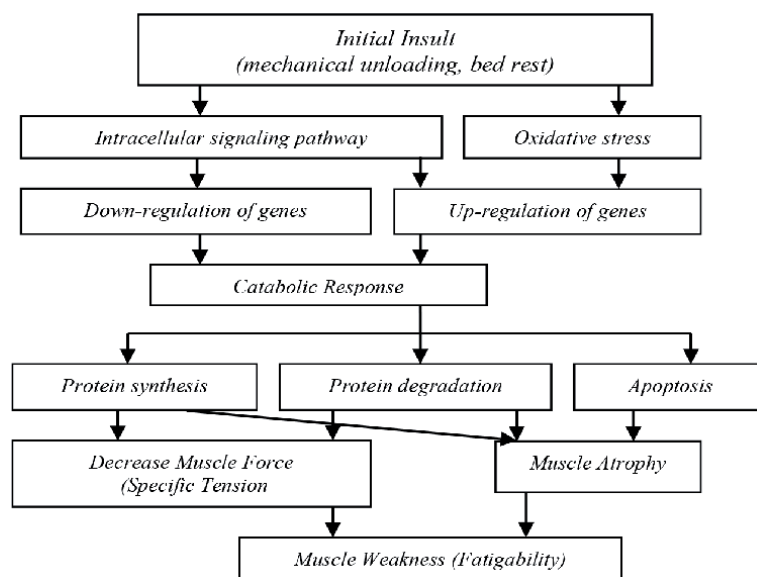 Initial Insult
(mechanical unloading, bed rest)
Intracellular signaling pathway
Oxidative stress
Down-regulation of genes
Up-regulation of genes
Catabolic Response
Protein synthesis
Protein degradation
Apoptosis
Decrease Muscle Force
(Specific Tension
Muscle Atrophy
Muscle Weakness (Fatigability)